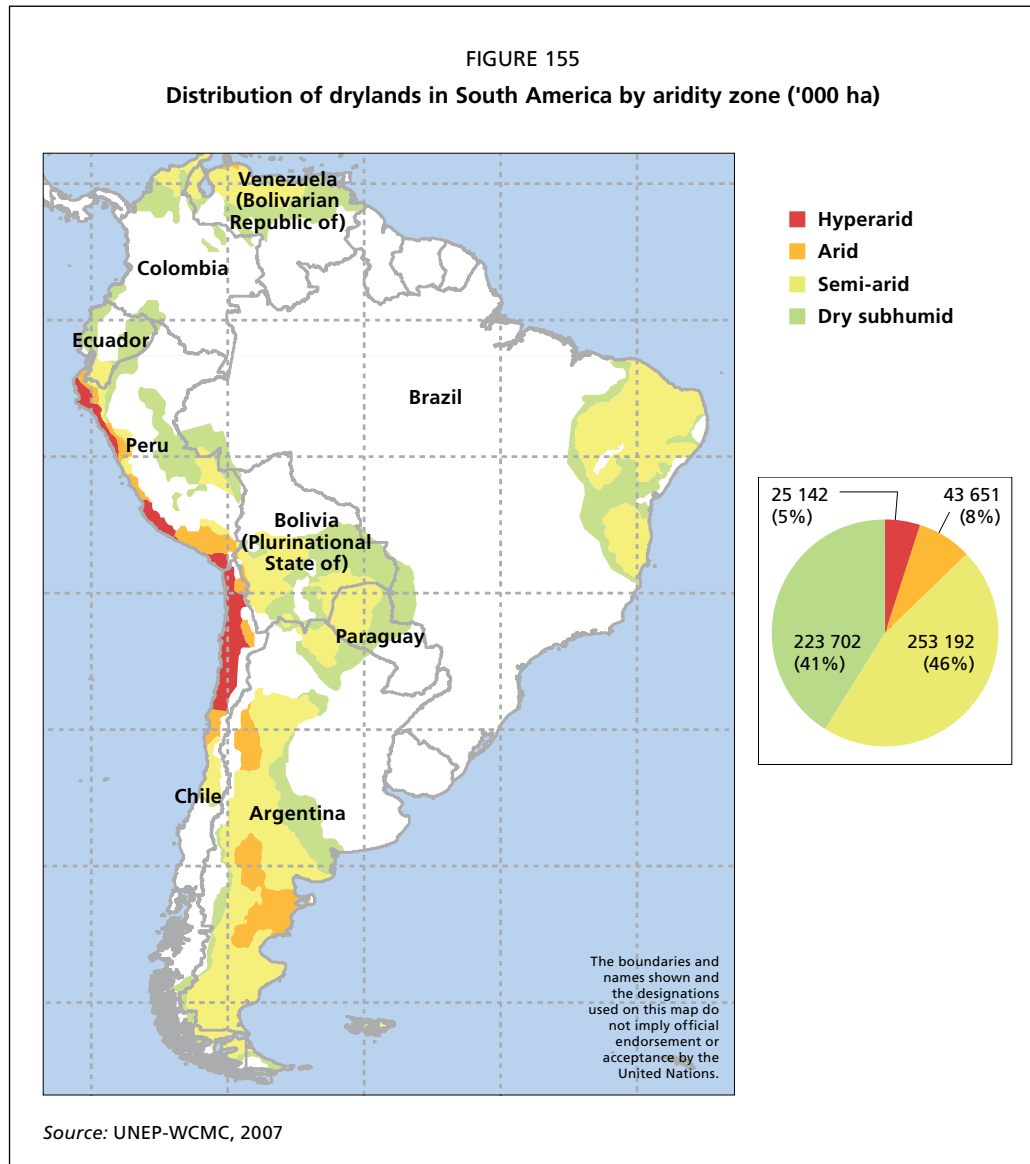 FIGURE 155
Distribution of drylands in South America by aridity zone ('000 ha)
Venezuela
(Bolivarian
Republic of)
Colombia
Ecuador
Brazil
Peru
Bolivia
(Plurinational
State of)
Paraguay
Chile
Argentina
The boundaries and
names shown and
the designations
used on this map do
not imply official
endorsement or
acceptance by the
United Nations.
Hyperarid
Arid
Semi-arid
Dry subhumid
25 142
(5%)
43 651
(8%)
223 702
(41%)
253 192
(46%)
Source: UNEP-WCMC, 2007